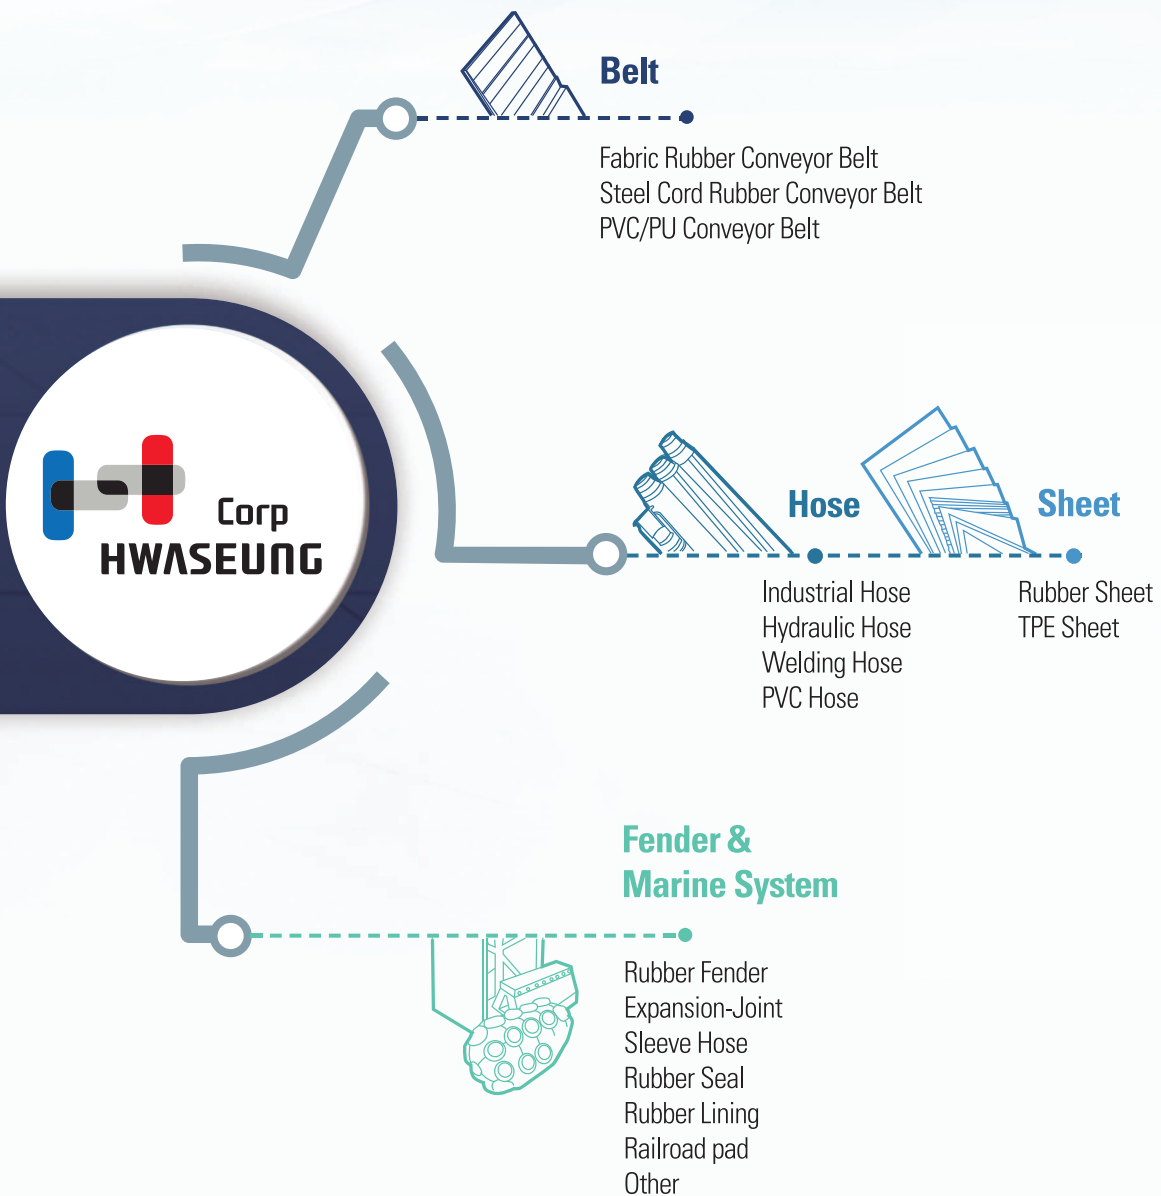 Belt
Fabric Rubber Conveyor Belt
Steel Cord Rubber Conveyor Belt
PVC/PU Conveyor Belt
Corp
HWASEUNG
Hose
Industrial Hose
Hydraulic Hose
Welding Hose
PVC Hose
Sheet
Rubber Sheet
TPE Sheet
Fender &
Marine System
Rubber Fender
Expansion-Joint
Sleeve Hose
Rubber Seal
Rubber Lining
Railroad pad
Other